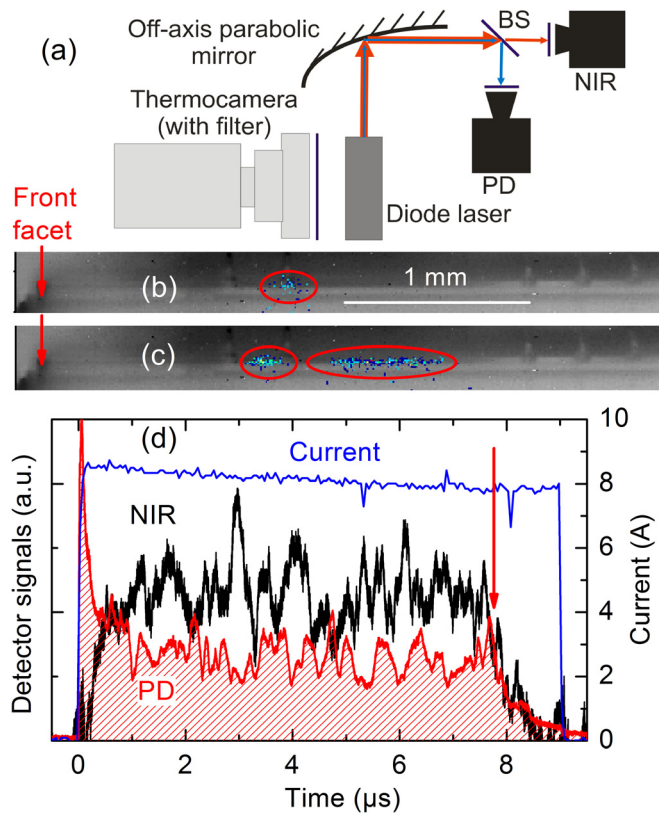 (a)
Off-axis parabolic
mirror
BS
NIR
Thermocamera
(with filter)
PD
Diode laser
Front
facet
(b)
1 mm
(c)
(d)
Current
NIR
PD
Detector signals (a.u.)
10
8
6
4
2
0
Current (A)
0
2
4
6
8
Time (µs)